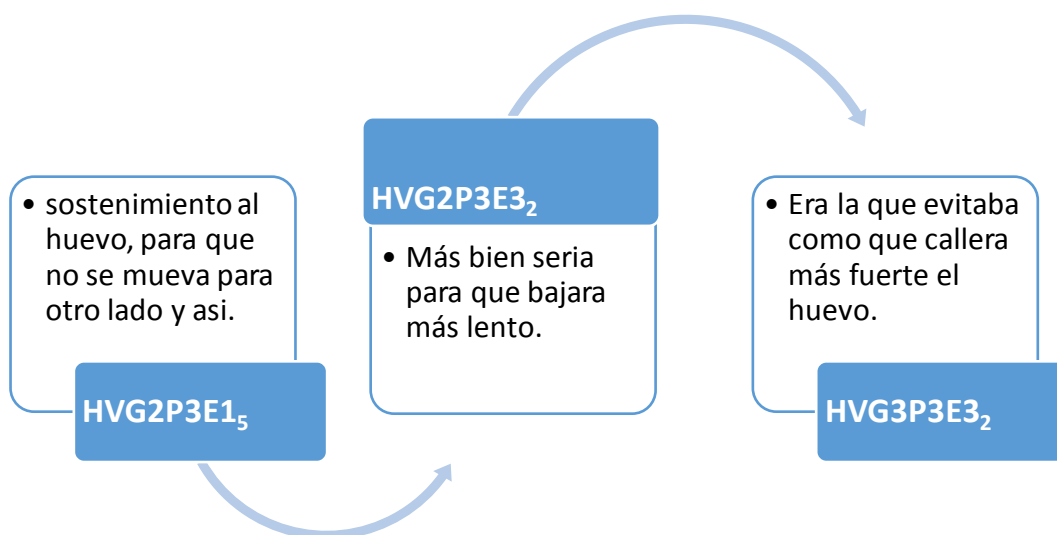 • sostenimiento al
huevo, para que
no se mueva para
otro lado y asi.
HVG2P3E1₅
HVG2P3E3₂
• Más bien seria
para que bajara
más lento.
• Era la que evitaba
como que callera
más fuerte el
huevo.
HVG3P3E3₂